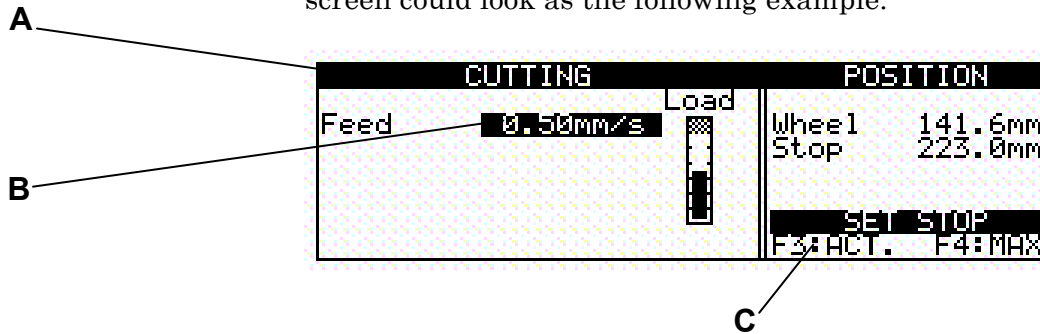 screen could look as the following example.
A
CUTTING POSITION
Load
Feed 0.50mm/s Wheel 141.6mm
Stop 223.0mm
B
SET STOP
F3:ACT. F4:MAX
C